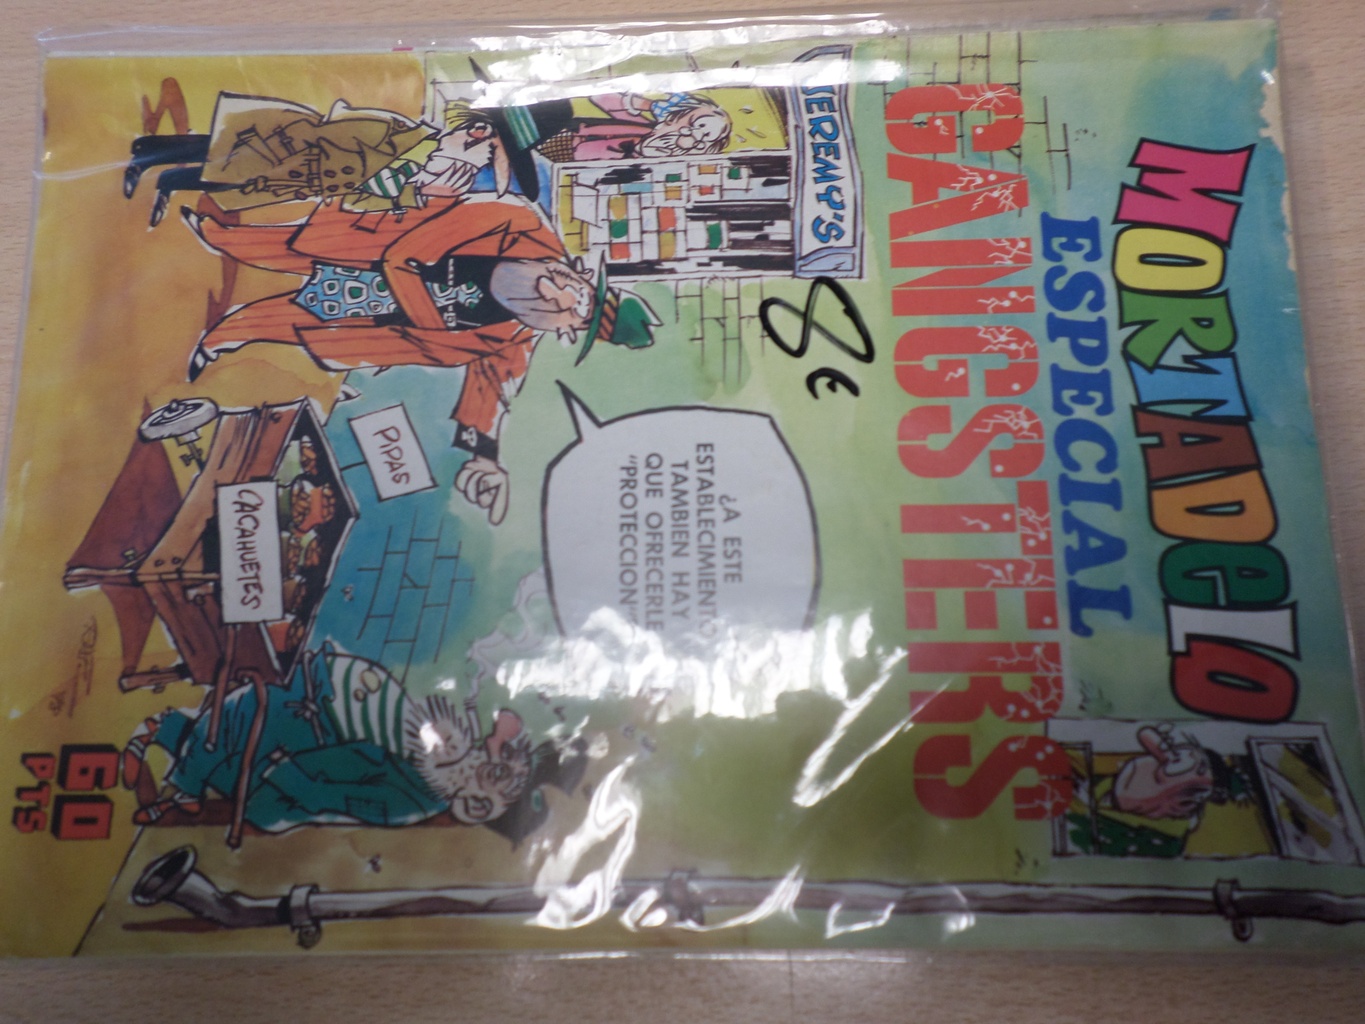 MORTADELO
ESPECIAL
GANGSTERS
JEREMY'S
8€
¿A ESTE
ESTABLECIMIENTO
TAMBIEN HAY
QUE OFRECERLE
"PROTECCION"?
PIPAS
CACAHUETES
60
PTS